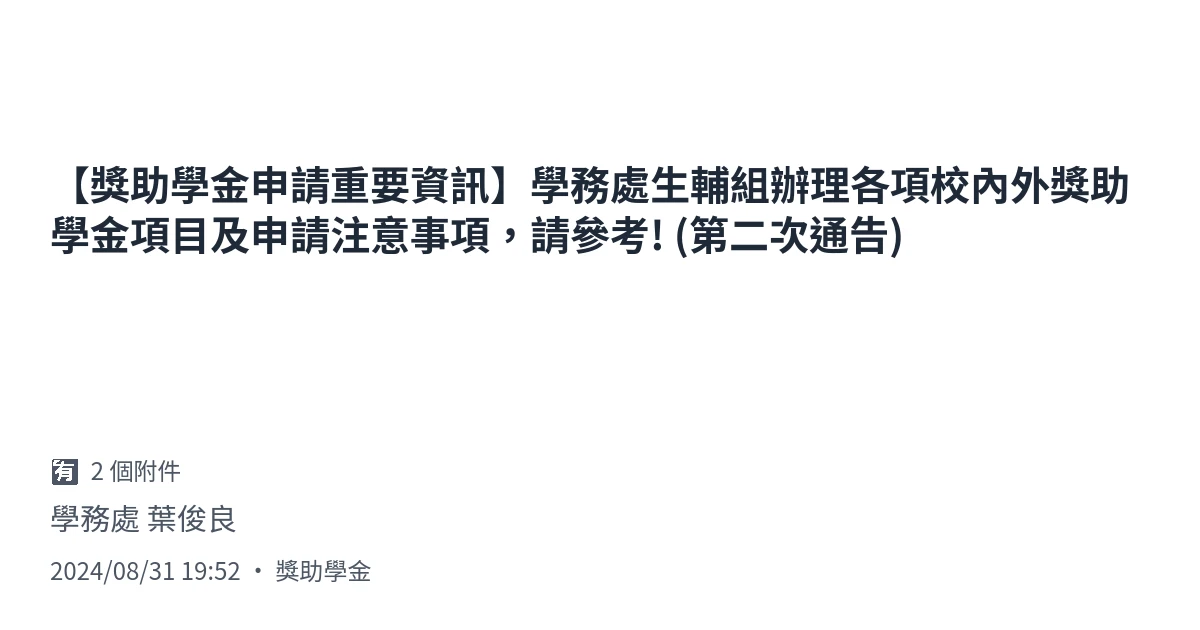 【獎助學金申請重要資訊】學務處生輔組辦理各項校內外獎助
學金項目及申請注意事項，請參考! (第二次通告)
有 2 個附件
學務處 葉俊良
2024/08/31 19:52 • 獎助學金